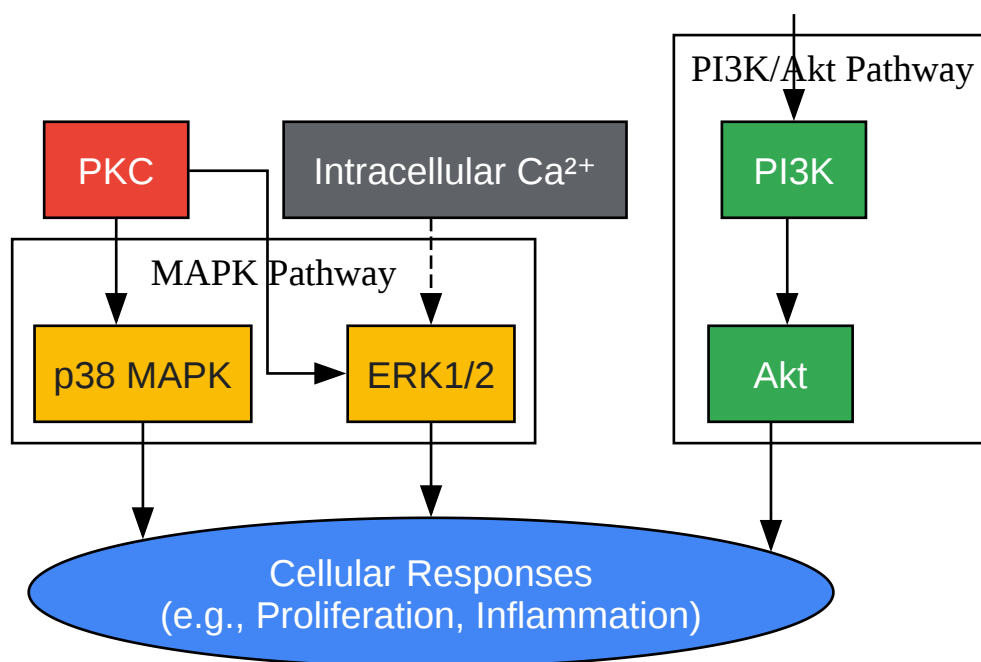 PI3K/Akt Pathway
PKC
Intracellular Ca²⁺
PI3K
MAPK Pathway
p38 MAPK
ERK1/2
Akt
Cellular Responses
(e.g., Proliferation, Inflammation)